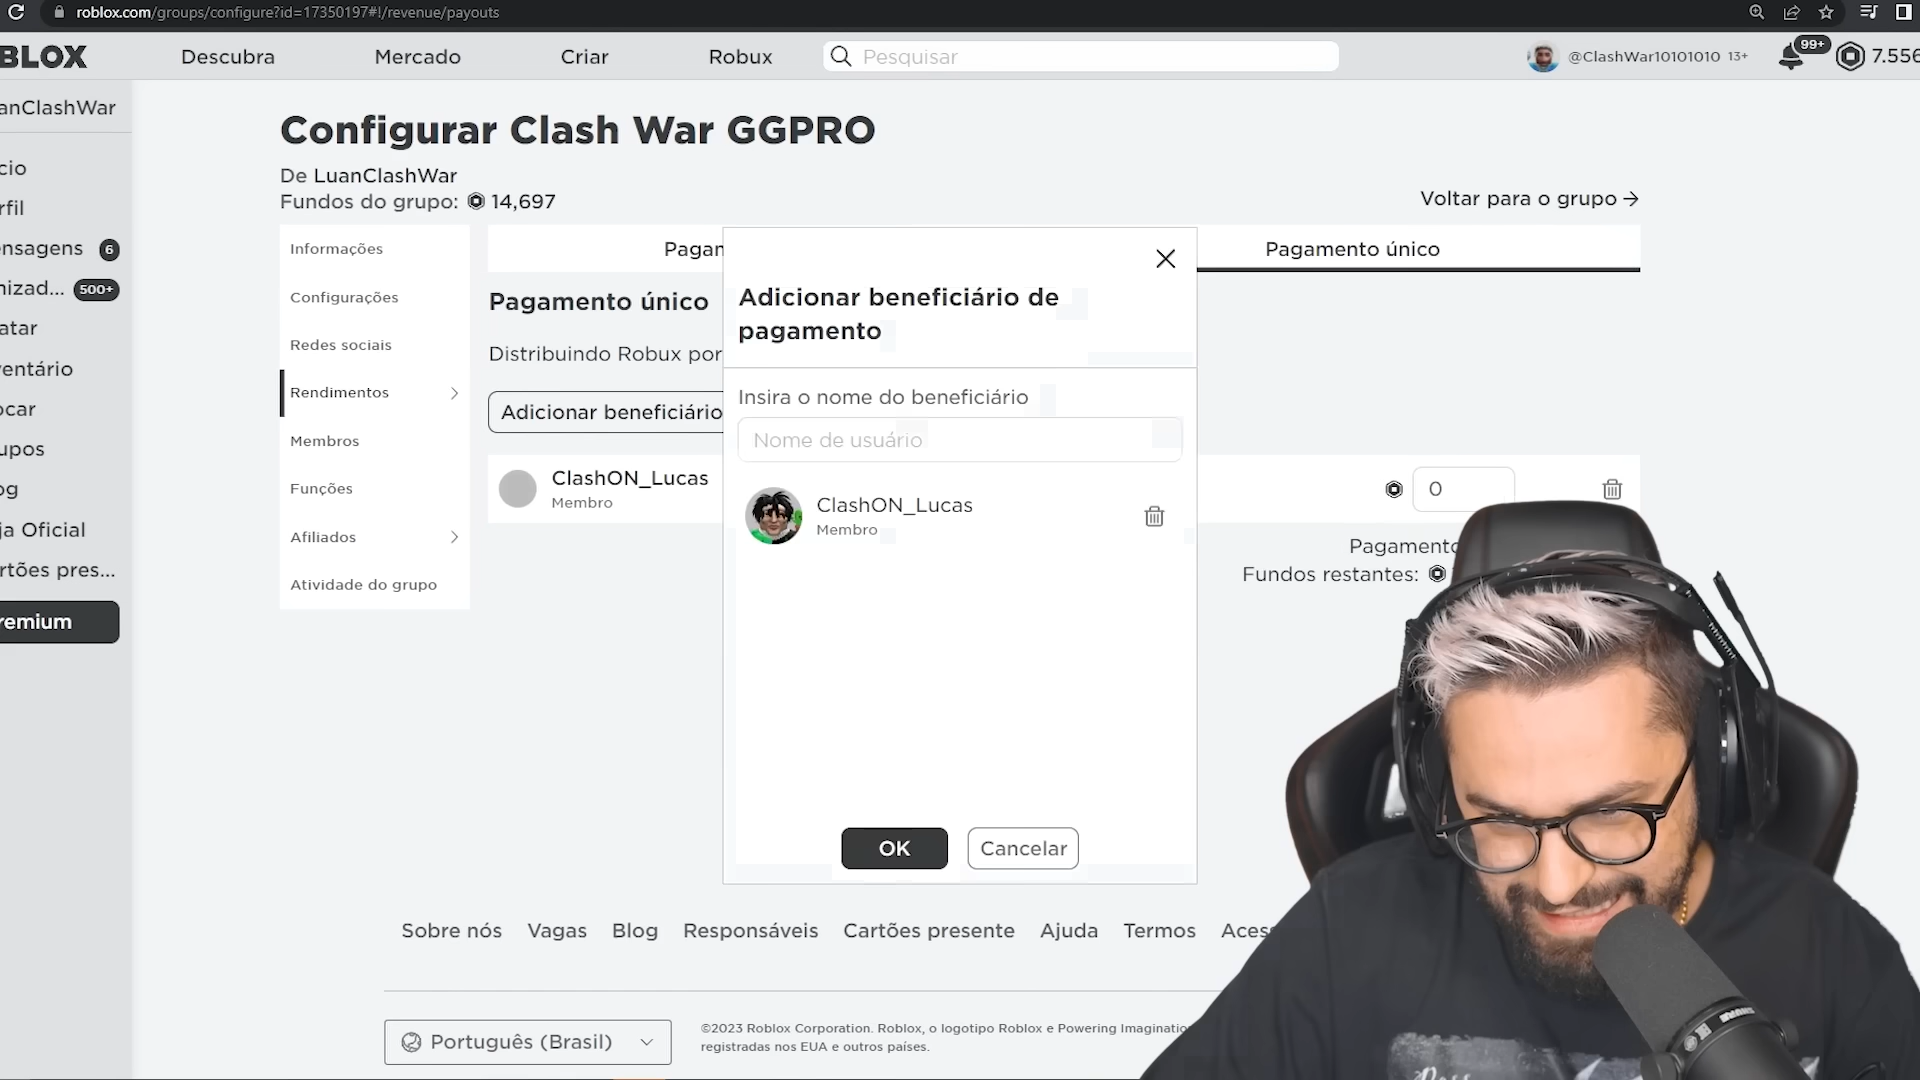 roblox.com/groups/configure?id=17350197#!/revenue/payouts
BLOX
Descubra
Mercado
Criar
Robux
Pesquisar
@ClashWar10101010 13+
99+
7.556
anClashWar
cio
rfil
ensagens 6
nizad... 500+
atar
ventário
ocar
upos
og
ja Oficial
rtões pres...
remium
Configurar Clash War GGPRO
De LuanClashWar
Fundos do grupo: 14,697
Voltar para o grupo
Informações
Configurações
Redes sociais
Rendimentos
Membros
Funções
Afiliados
Atividade do grupo
Pagam
Pagamento único
Pagamento único
Distribuindo Robux por
Adicionar beneficiário
ClashON_Lucas
Membro
0
Pagamento
Fundos restantes:
Adicionar beneficiário de
pagamento
Insira o nome do beneficiário
Nome de usuário
ClashON_Lucas
Membro
OK
Cancelar
Sobre nós
Vagas
Blog
Responsáveis
Cartões presente
Ajuda
Termos
Acess
Português (Brasil)
©2023 Roblox Corporation. Roblox, o logotipo Roblox e Powering Imaginatio
registradas nos EUA e outros países.